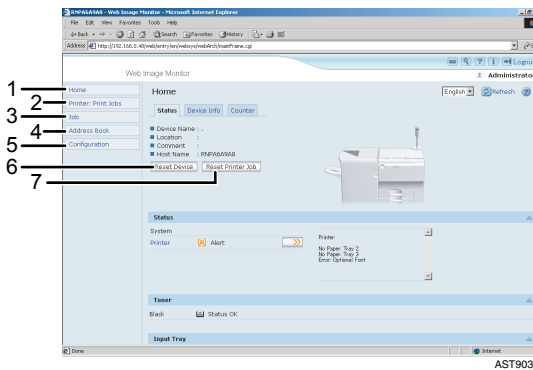 RNPA6A9A8 - Web Image Monitor - Microsoft Internet Explorer
File Edit View Favorites Tools Help
Back Search Favorites History
Address http://192.168.0.48/web/entry/en/websys/webArch/mainFrame.cgi
Logout
Web Image Monitor
Administrator
1 Home
2 Printer: Print Jobs
3 Job
4 Address Book
5 Configuration
Home
English Refresh
Status Device Info Counter
Device Name : .
Location :
Comment :
Host Name : RNPA6A9A8
6 Reset Device
7 Reset Printer Job
Status
System
Printer Alert
Printer:
No Paper: Tray 2
No Paper: Tray 3
Error: Optional Font
Toner
Black Status OK
Input Tray
Done Internet
AST903